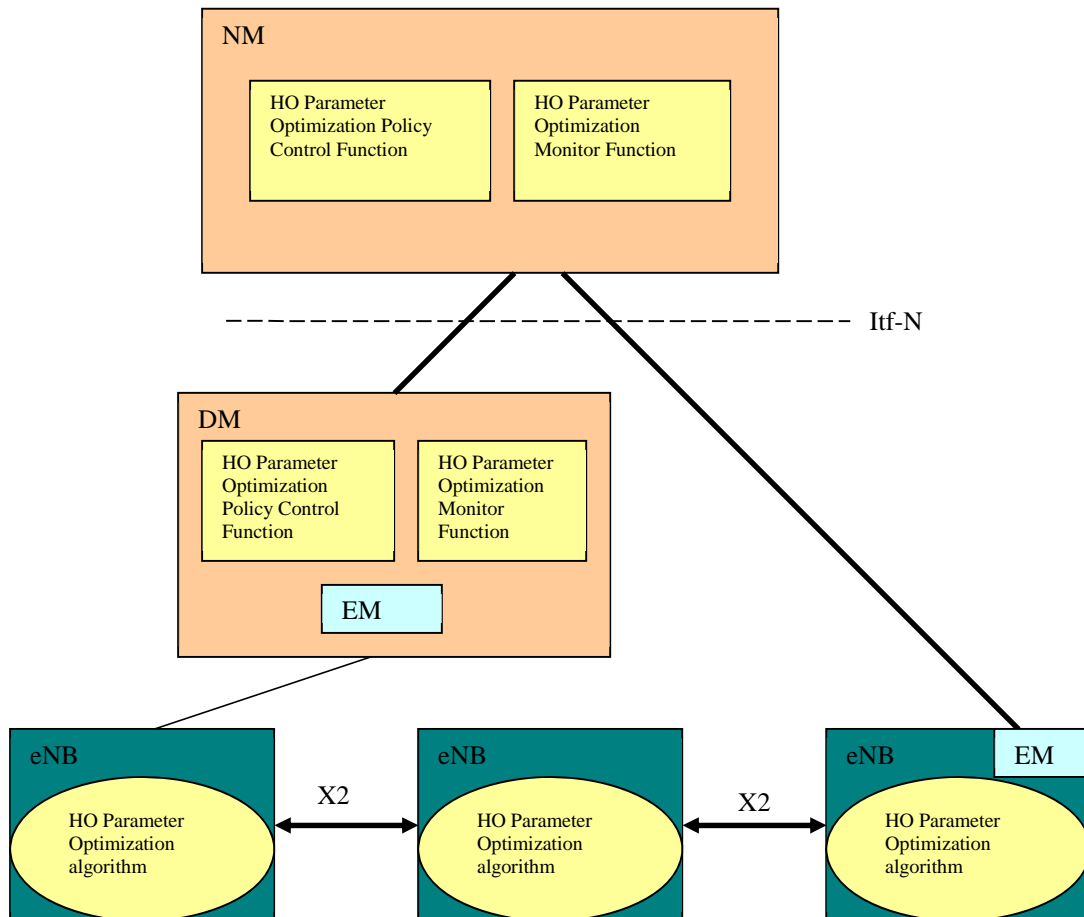 NM
HO Parameter
Optimization Policy
Control Function
HO Parameter
Optimization
Monitor Function
Itf-N
DM
HO Parameter
Optimization
Policy Control
Function
HO Parameter
Optimization
Monitor
Function
EM
eNB
HO Parameter
Optimization
algorithm
X2
eNB
HO Parameter
Optimization
algorithm
X2
eNB
EM
HO Parameter
Optimization
algorithm